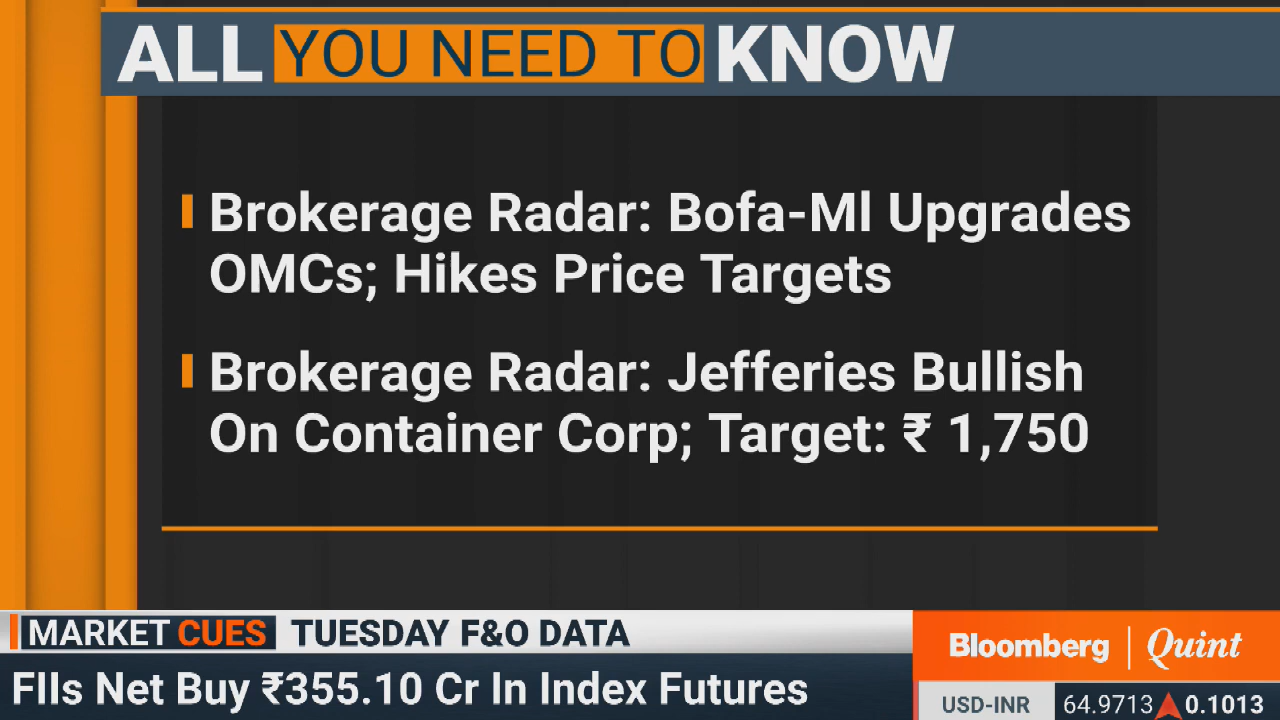 ALL YOU NEED TO KNOW
Brokerage Radar: Bofa-Ml Upgrades
OMCs; Hikes Price Targets
Brokerage Radar: Jefferies Bullish
On Container Corp; Target: ₹ 1,750
MARKET CUES TUESDAY F&O DATA
FIIs Net Buy ₹355.10 Cr In Index Futures
Bloomberg | Quint
USD-INR 64.9713 ▲ 0.1013